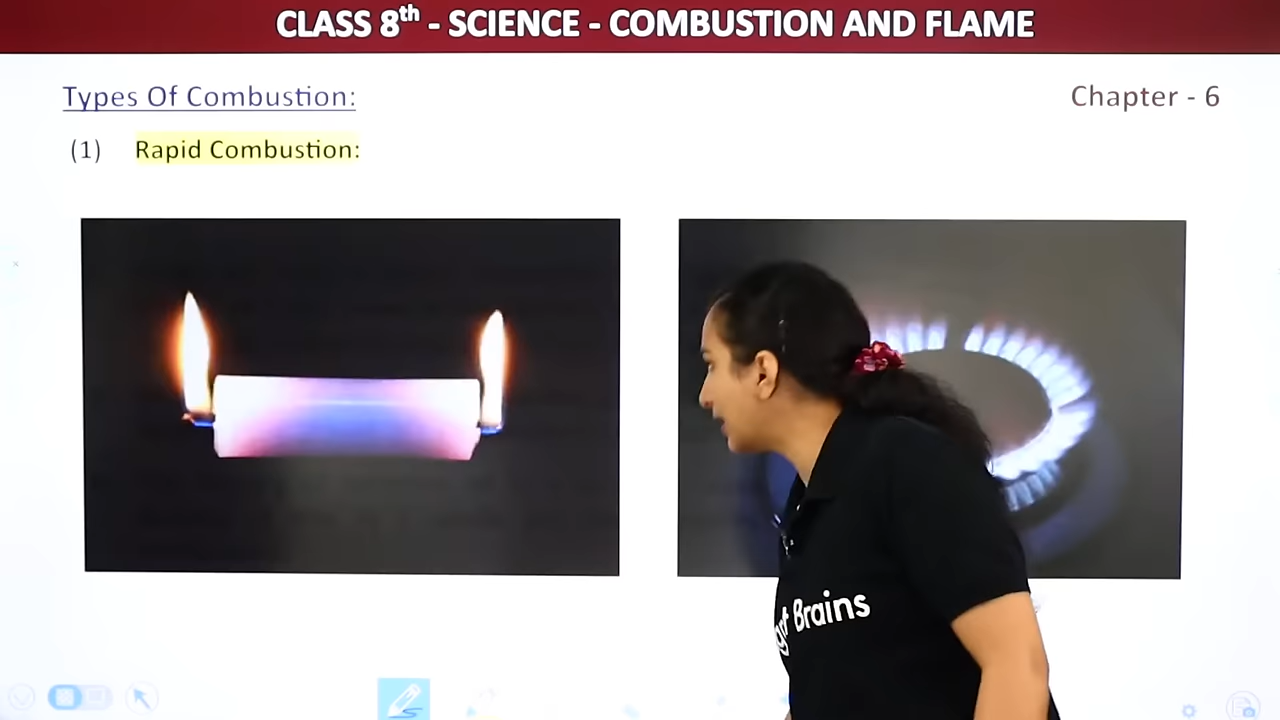 CLASS 8th - SCIENCE - COMBUSTION AND FLAME
Types Of Combustion:
Chapter - 6
(1) Rapid Combustion:
Brains